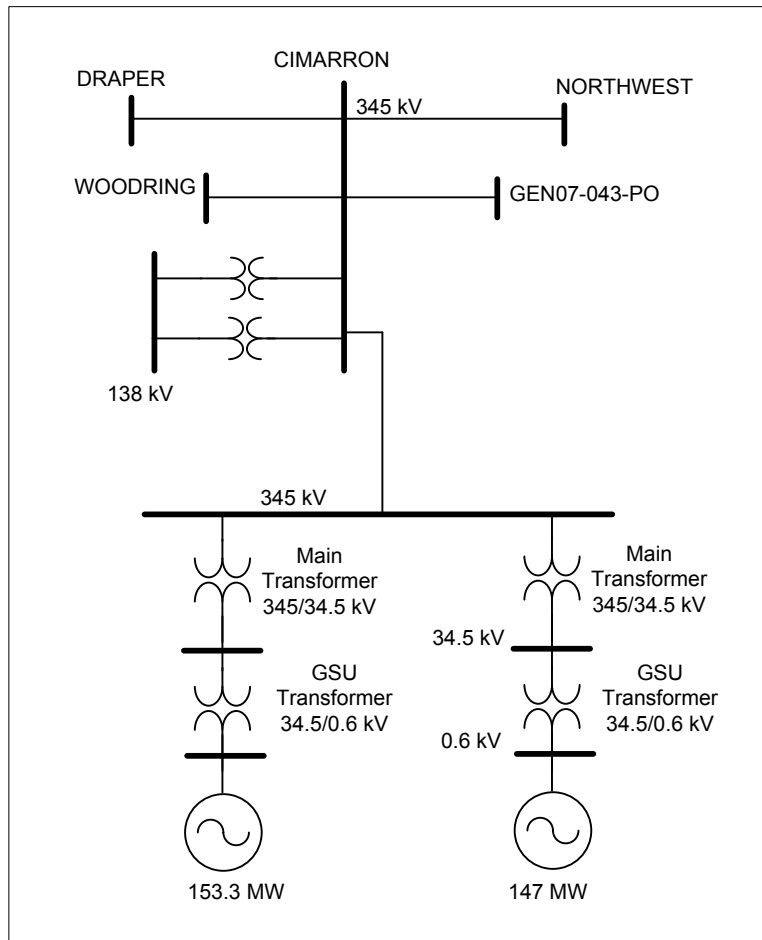 CIMARRON
DRAPER
NORTHWEST
345 kV
WOODRING
GEN07-043-PO
138 kV
345 kV
Main
Transformer
345/34.5 kV
Main
Transformer
345/34.5 kV
34.5 kV
GSU
Transformer
34.5/0.6 kV
GSU
Transformer
34.5/0.6 kV
0.6 kV
153.3 MW
147 MW